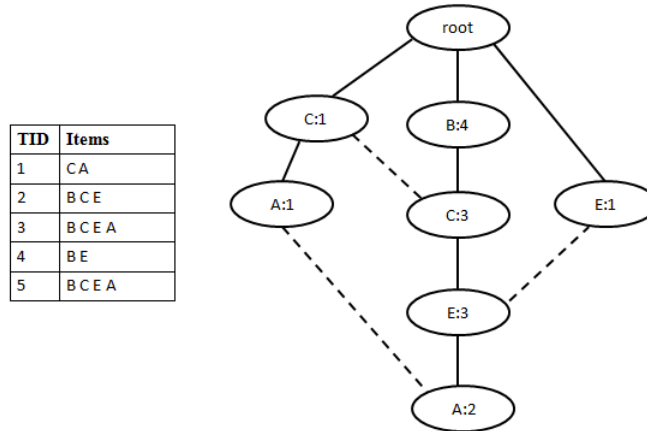 root
C:1
B:4
TID Items
1 C A
A:1
C:3
E:1
2 B C E
3 B C E A
4 B E
5 B C E A
E:3
A:2